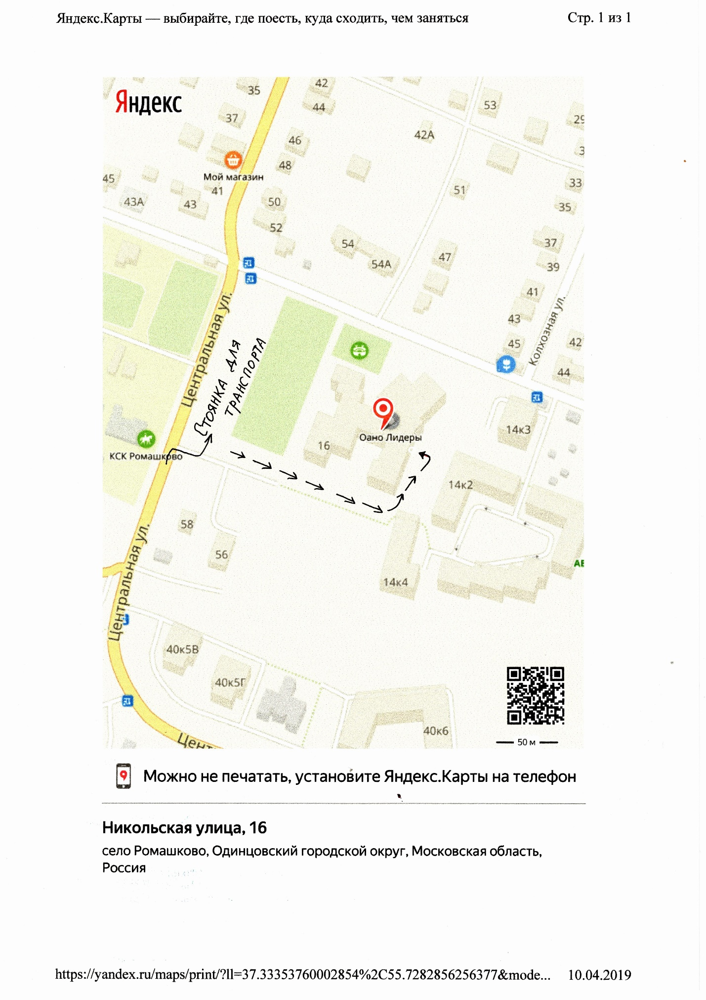 Яндекс.Карты — выбирайте, где поесть, куда сходить, чем заняться
Стр. 1 из 1
Яндекс
35
42
44
53
29
37
42А
46
3
48
Мой магазин
45
41
33
51
43А
43
50
35
52
54
37
47
54А
39
41
Центральная ул.
43
Колхозная ул.
45
42
44
СТОЯНКА ДЛЯ
ТРАНСПОРТА
14к3
Оано Лидеры
16
КСК Ромашково
14к2
58
56
Центральная ул.
АЕ
14к4
40к5В
40к5Г
40к6
Цент
50 м
Можно не печатать, установите Яндекс.Карты на телефон
Никольская улица, 16
село Ромашково, Одинцовский городской округ, Московская область,
Россия
https://yandex.ru/maps/print/?ll=37.33353760002854%2C55.7282856256377&mode...
10.04.2019